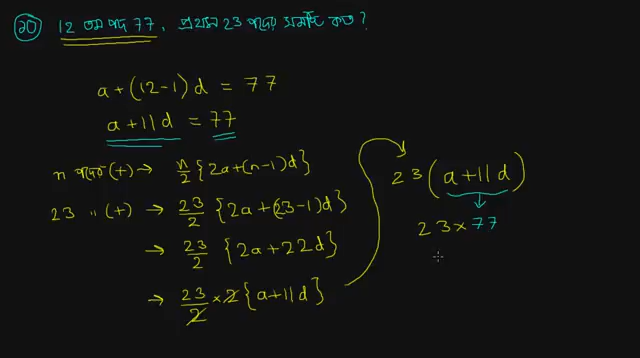 ২০ 12 তম পদ 77, প্রথম 23 পদের সমষ্টি কত?
a+(12-1)d = 77
a+11d = 77
n পদের (+) → n/2 {2a+(n-1)d}
23 " (+) → 23/2 {2a+(23-1)d}
→ 23/2 {2a+22d}
→ 23/2 × 2 {a+11d}
23(a+11d)
23×77